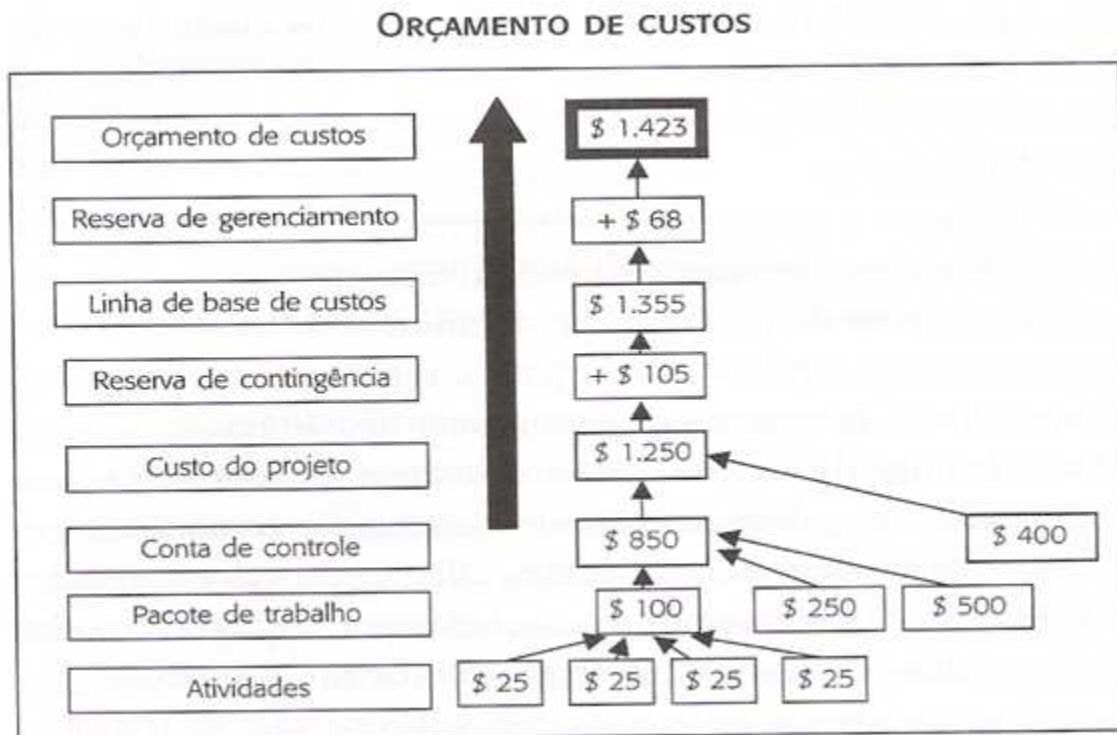 ORÇAMENTO DE CUSTOS
Orçamento de custos $ 1.423
Reserva de gerenciamento + $ 68
Linha de base de custos $ 1.355
Reserva de contingência + $ 105
Custo do projeto $ 1.250
Conta de controle $ 850 $ 400
Pacote de trabalho $ 100 $ 250 $ 500
Atividades $ 25 $ 25 $ 25 $ 25